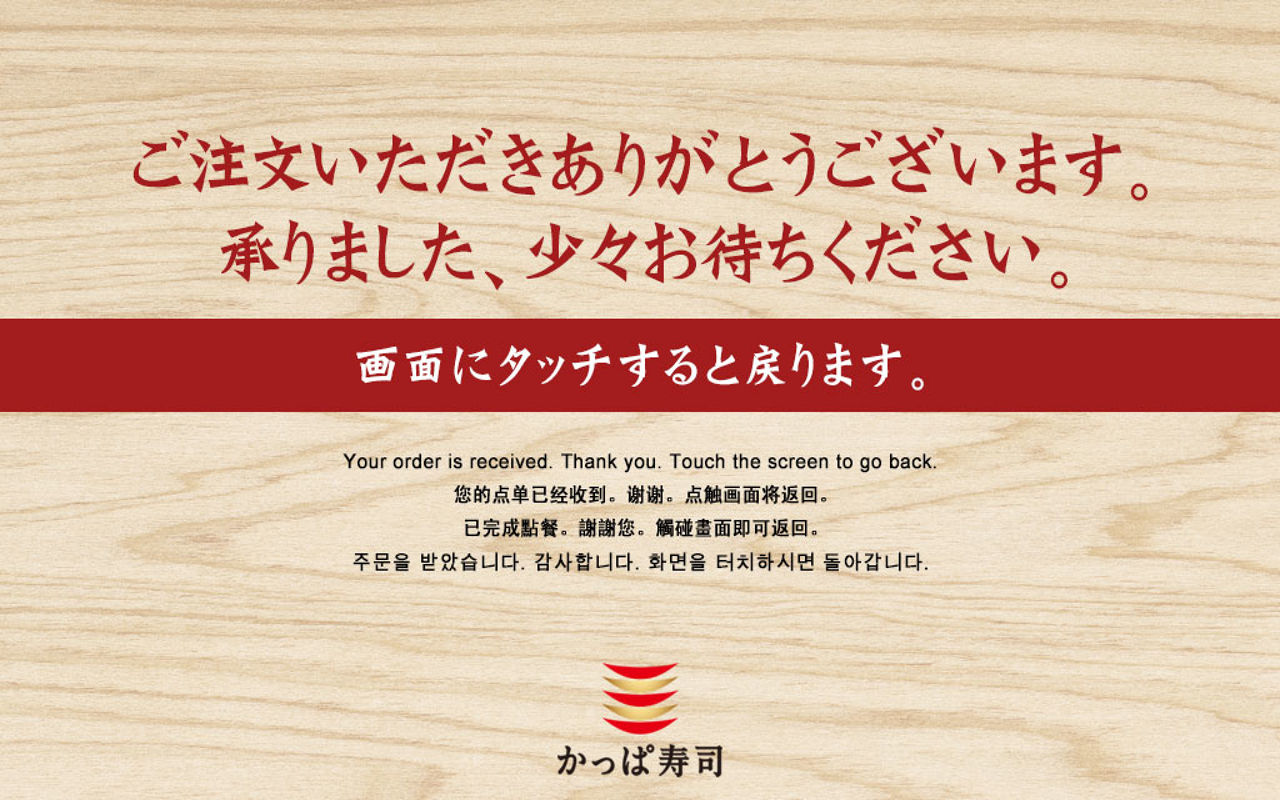 ご注文いただきありがとうございます。
承りました、少々お待ちください。
画面にタッチすると戻ります。
Your order is received. Thank you. Touch the screen to go back.
您的点单已经收到。谢谢。点触画面将返回。
已完成點餐。謝謝您。觸碰畫面即可返回。
주문을 받았습니다. 감사합니다. 화면을 터치하시면 돌아갑니다.
かっぱ寿司